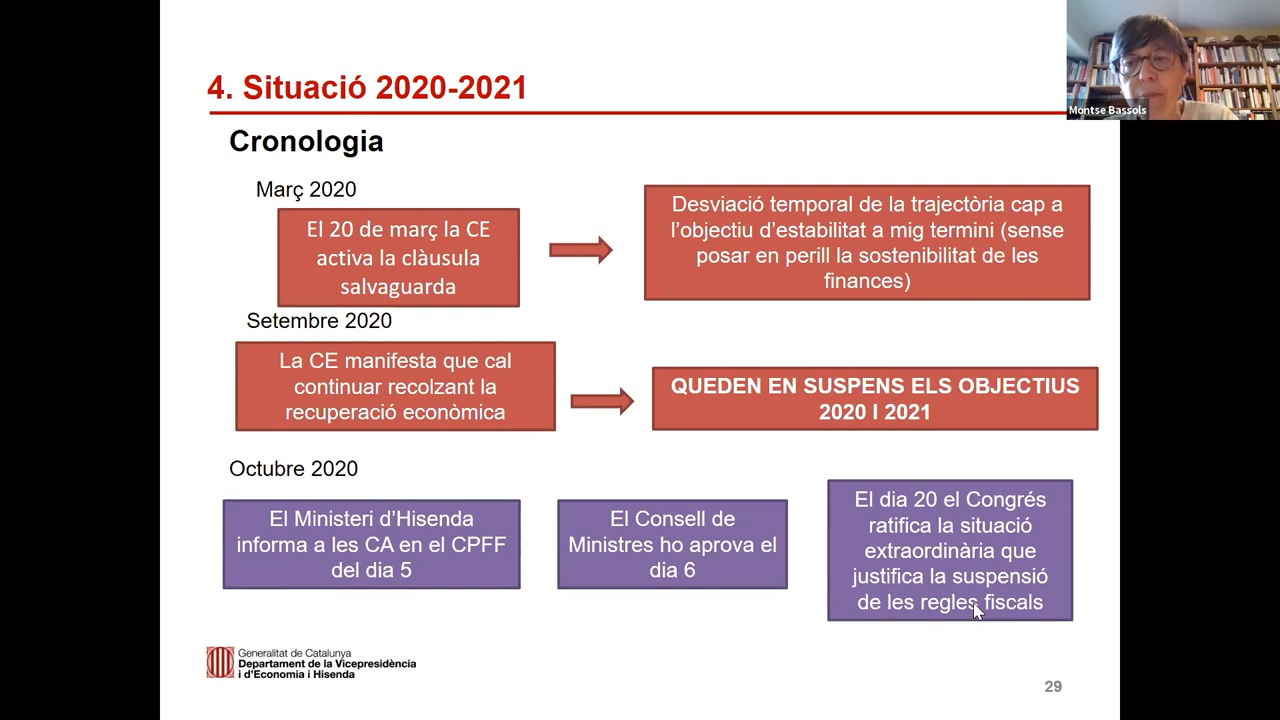 Montse Bassols
4. Situació 2020-2021
Cronologia
Març 2020
El 20 de març la CE
activa la clàusula
salvaguarda
Desviació temporal de la trajectòria cap a
l'objectiu d'estabilitat a mig termini (sense
posar en perill la sostenibilitat de les
finances)
Setembre 2020
La CE manifesta que cal
continuar recolzant la
recuperació econòmica
QUEDEN EN SUSPENS ELS OBJECTIUS
2020 I 2021
Octubre 2020
El Ministeri d'Hisenda
informa a les CA en el CPFF
del dia 5
El Consell de
Ministres ho aprova el
dia 6
El dia 20 el Congrés
ratifica la situació
extraordinària que
justifica la suspensió
de les regles fiscals
Generalitat de Catalunya
Departament de la Vicepresidència
i d'Economia i Hisenda
29